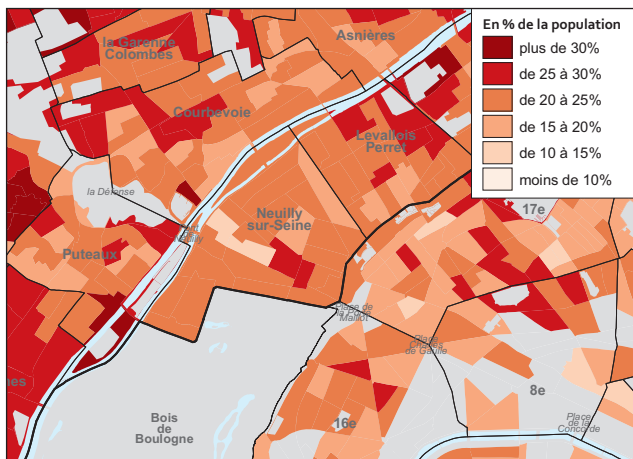 En % de la population
plus de 30%
de 25 à 30%
de 20 à 25%
de 15 à 20%
de 10 à 15%
moins de 10%
la Garenne
Colombes
Asnières
Courbevoie
Levallois
Perret
la Défense
17e
Neuilly
sur-Seine
Puteaux
Place de
la Porte
Maillot
Place
Charles
de Gaulle
nes
8e
Bois
de
Boulogne
16e
Place
de la
Concorde